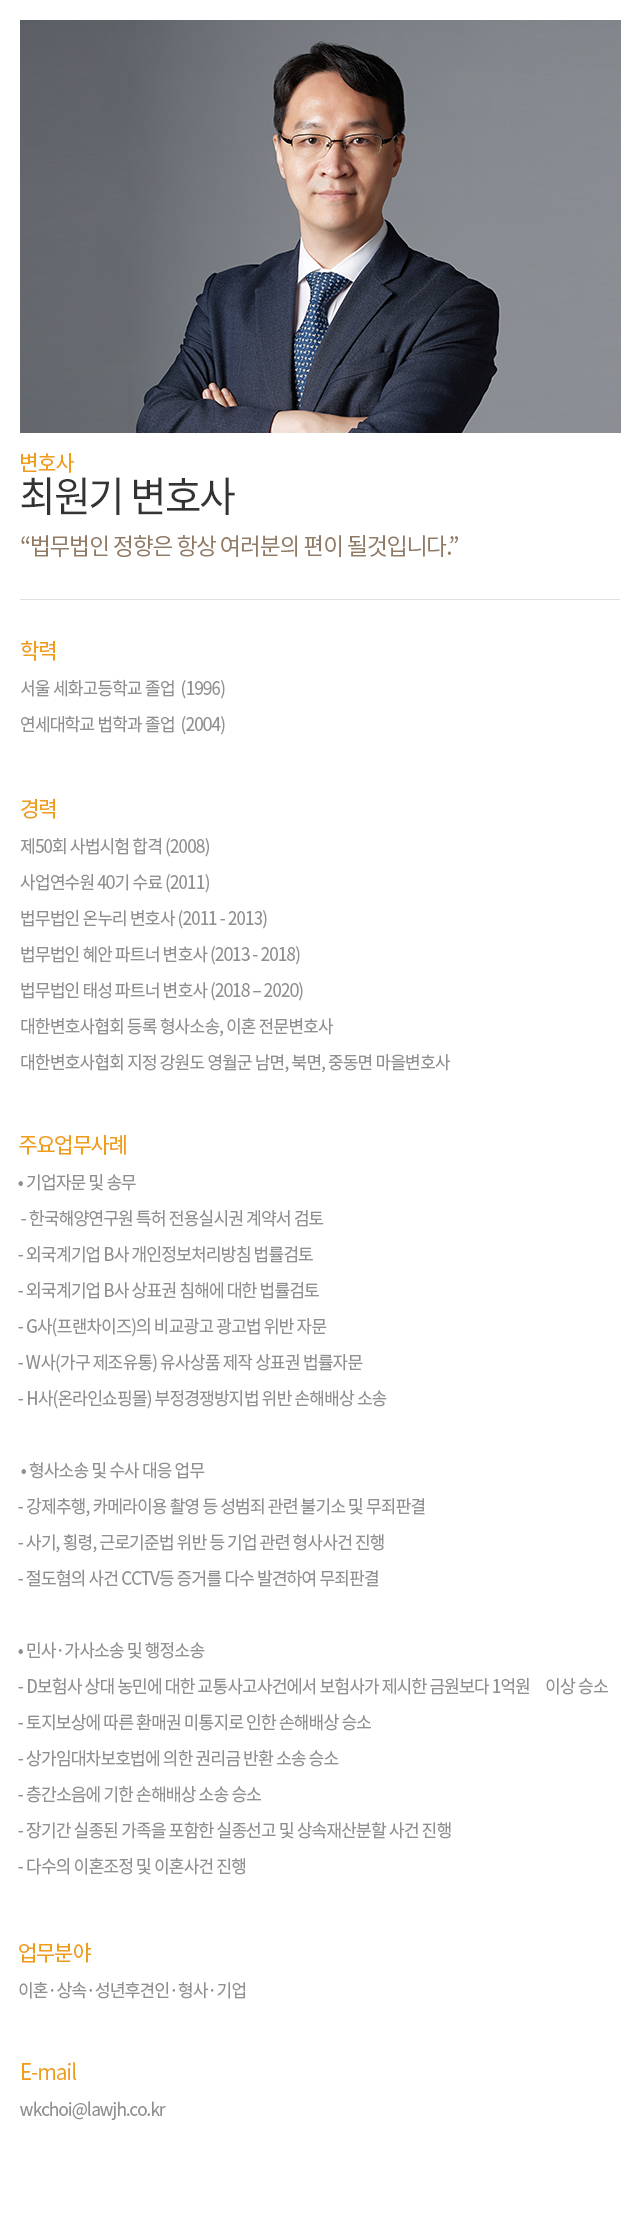 변호사
최원기 변호사
“법무법인 정향은 항상 여러분의 편이 될것입니다.”
학력
서울 세화고등학교 졸업 (1996)
연세대학교 법학과 졸업 (2004)
경력
제50회 사법시험 합격 (2008)
사업연수원 40기 수료 (2011)
법무법인 온누리 변호사 (2011 - 2013)
법무법인 혜안 파트너 변호사 (2013 - 2018)
법무법인 태성 파트너 변호사 (2018 – 2020)
대한변호사협회 등록 형사소송, 이혼 전문변호사
대한변호사협회 지정 강원도 영월군 남면, 북면, 중동면 마을변호사
주요업무사례
• 기업자문 및 송무
- 한국해양연구원 특허 전용실시권 계약서 검토
- 외국계기업 B사 개인정보처리방침 법률검토
- 외국계기업 B사 상표권 침해에 대한 법률검토
- G사(프랜차이즈)의 비교광고 광고법 위반 자문
- W사(가구 제조유통) 유사상품 제작 상표권 법률자문
- H사(온라인쇼핑몰) 부정경쟁방지법 위반 손해배상 소송
• 형사소송 및 수사 대응 업무
- 강제추행, 카메라이용 촬영 등 성범죄 관련 불기소 및 무죄판결
- 사기, 횡령, 근로기준법 위반 등 기업 관련 형사사건 진행
- 절도혐의 사건 CCTV등 증거를 다수 발견하여 무죄판결
• 민사 · 가사소송 및 행정소송
- D보험사 상대 농민에 대한 교통사고사건에서 보험사가 제시한 금원보다 1억원 이상 승소
- 토지보상에 따른 환매권 미통지로 인한 손해배상 승소
- 상가임대차보호법에 의한 권리금 반환 소송 승소
- 층간소음에 기한 손해배상 소송 승소
- 장기간 실종된 가족을 포함한 실종선고 및 상속재산분할 사건 진행
- 다수의 이혼조정 및 이혼사건 진행
업무분야
이혼 · 상속 · 성년후견인 · 형사 · 기업
E-mail
wkchoi@lawjh.co.kr